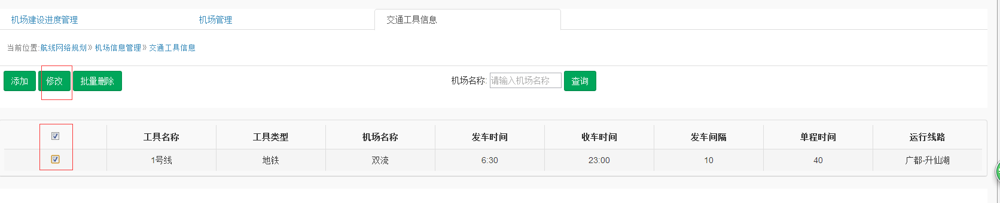 机场建设进度管理 机场管理 交通工具信息
当前位置:航线网络规划» 机场信息管理» 交通工具信息
添加 修改 批量删除 机场名称: 请输入机场名称 查询
工具名称 工具类型 机场名称 发车时间 收车时间 发车间隔 单程时间 运行线路
1号线 地铁 双流 6:30 23:00 10 40 广都-升仙湖